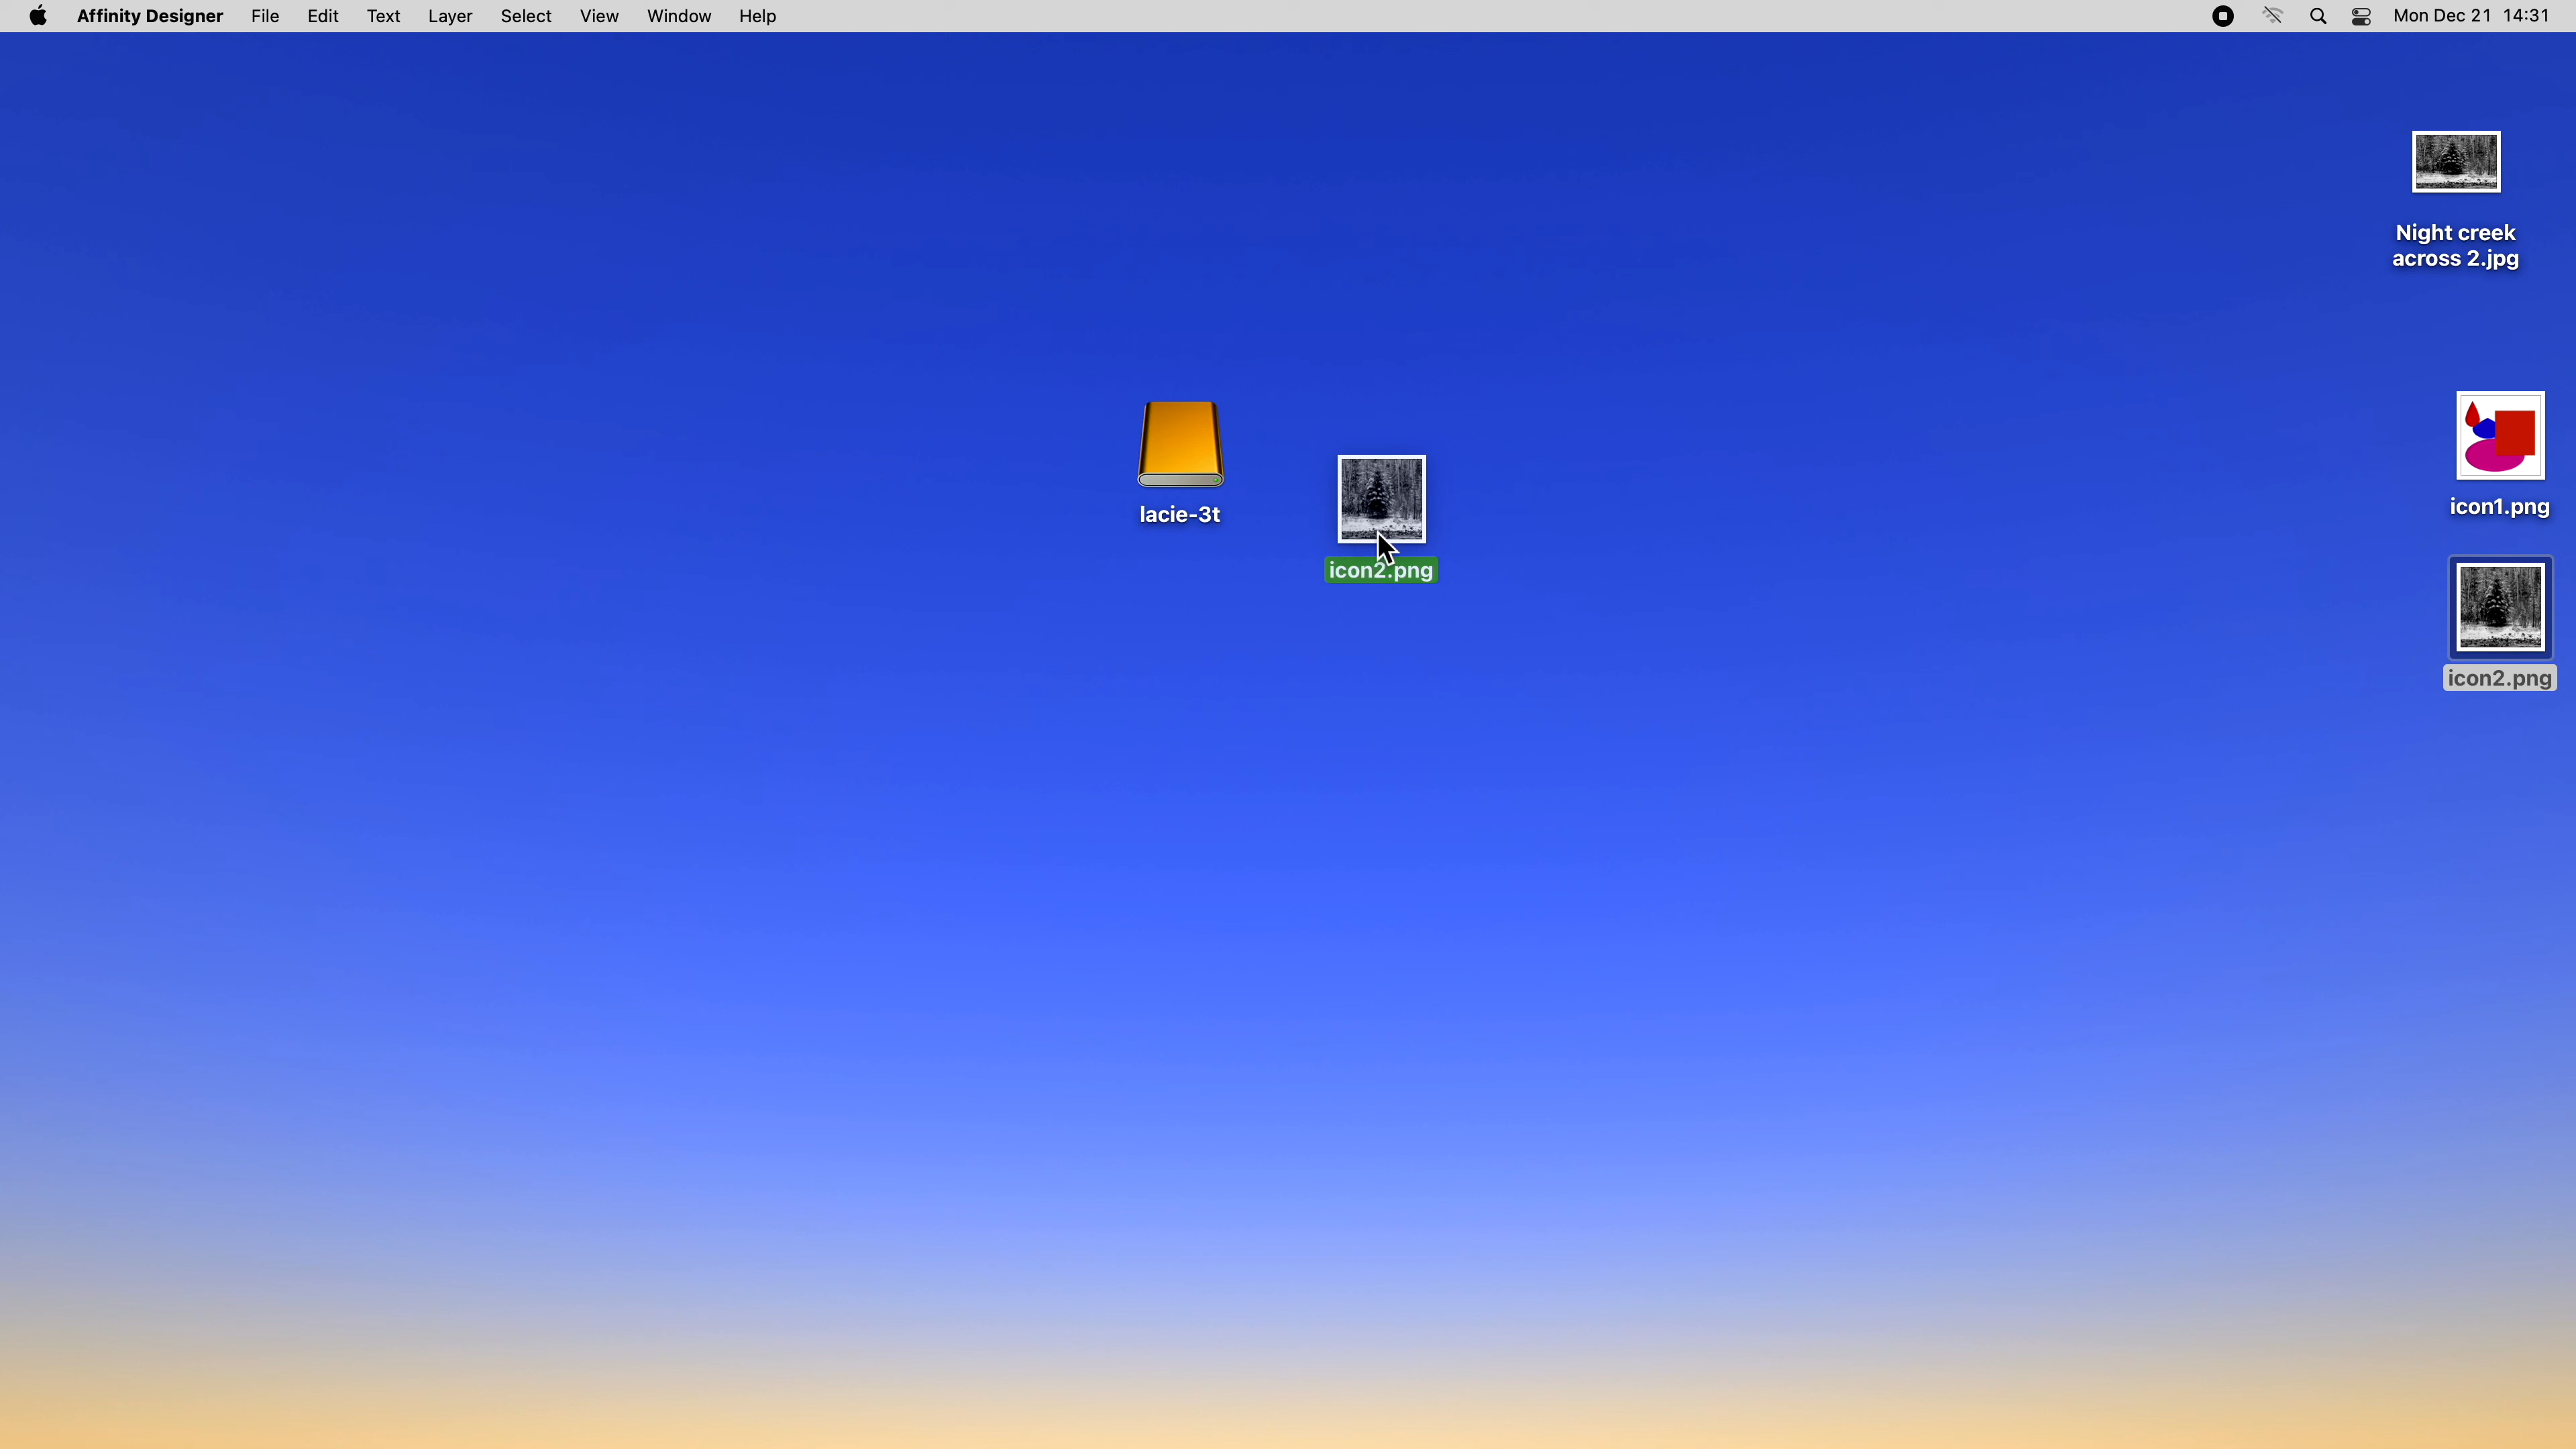 Affinity Designer File Edit Text Layer Select View Window Help Mon Dec 21 14:31
Night creek
across 2.jpg
lacie-3t
icon1.png
icon2.png
icon2.png